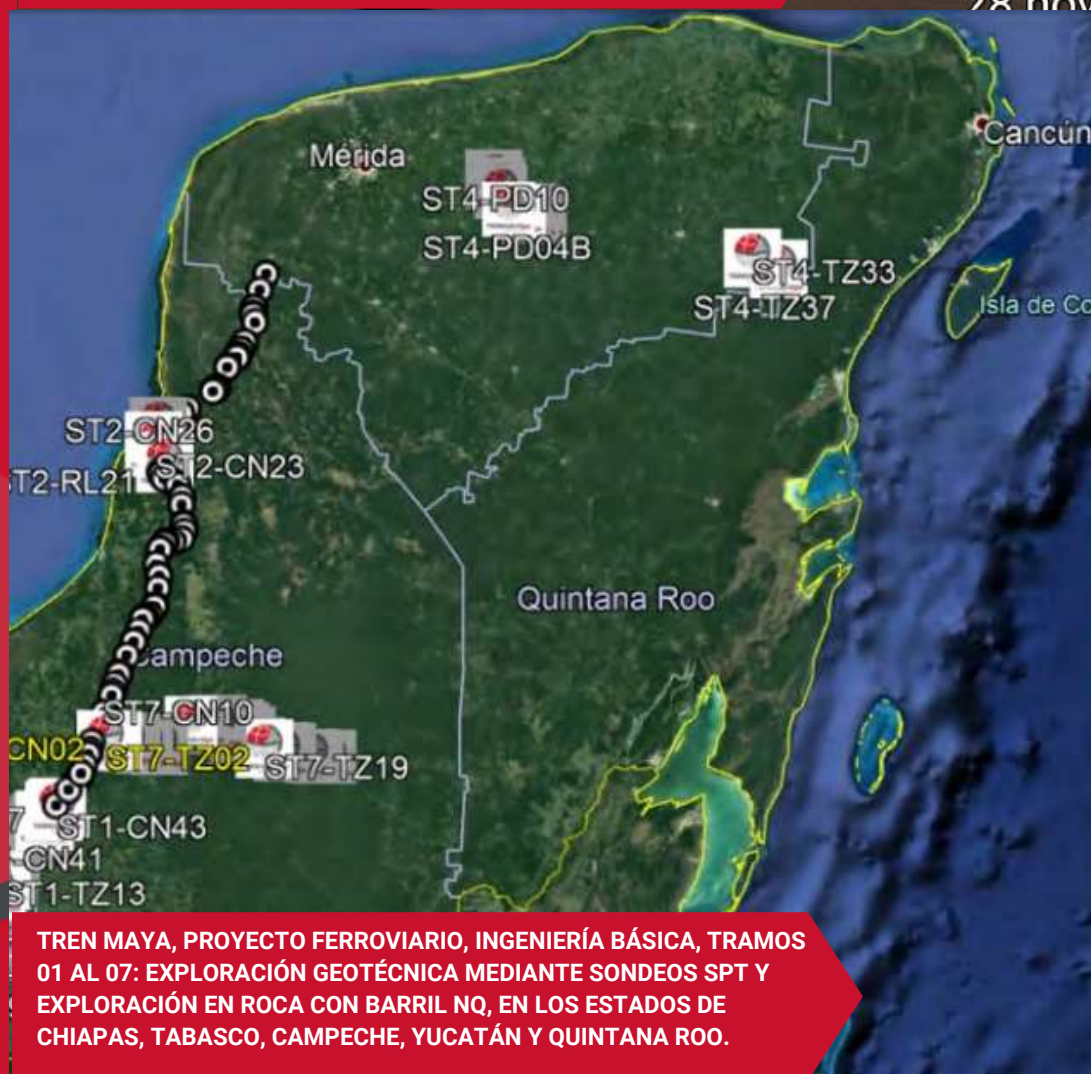 28 nov
Mérida
Cancún
ST4-PD10
ST4-PD04B
ST4-TZ33
ST4-TZ37
Isla de Co
ST2-CN26
ST2-CN23
T2-RL21
Quintana Roo
Campeche
ST7-CN10
CN02
ST7-TZ02
ST7-TZ19
7
ST1-CN43
-CN41
ST1-TZ13
TREN MAYA, PROYECTO FERROVIARIO, INGENIERÍA BÁSICA, TRAMOS
01 AL 07: EXPLORACIÓN GEOTÉCNICA MEDIANTE SONDEOS SPT Y
EXPLORACIÓN EN ROCA CON BARRIL NQ, EN LOS ESTADOS DE
CHIAPAS, TABASCO, CAMPECHE, YUCATÁN Y QUINTANA ROO.